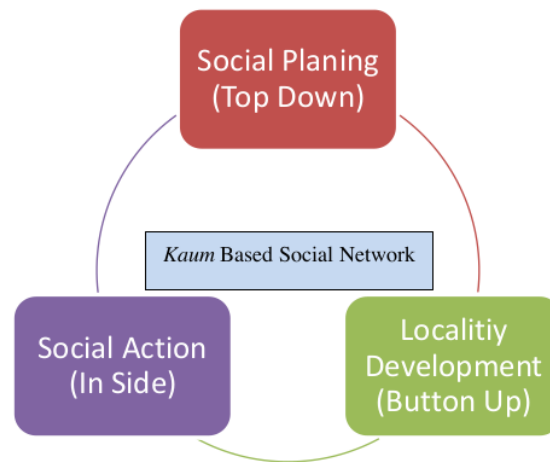 Social Planing
(Top Down)
Kaum Based Social Network
Social Action
(In Side)
Localitiy
Development
(Button Up)